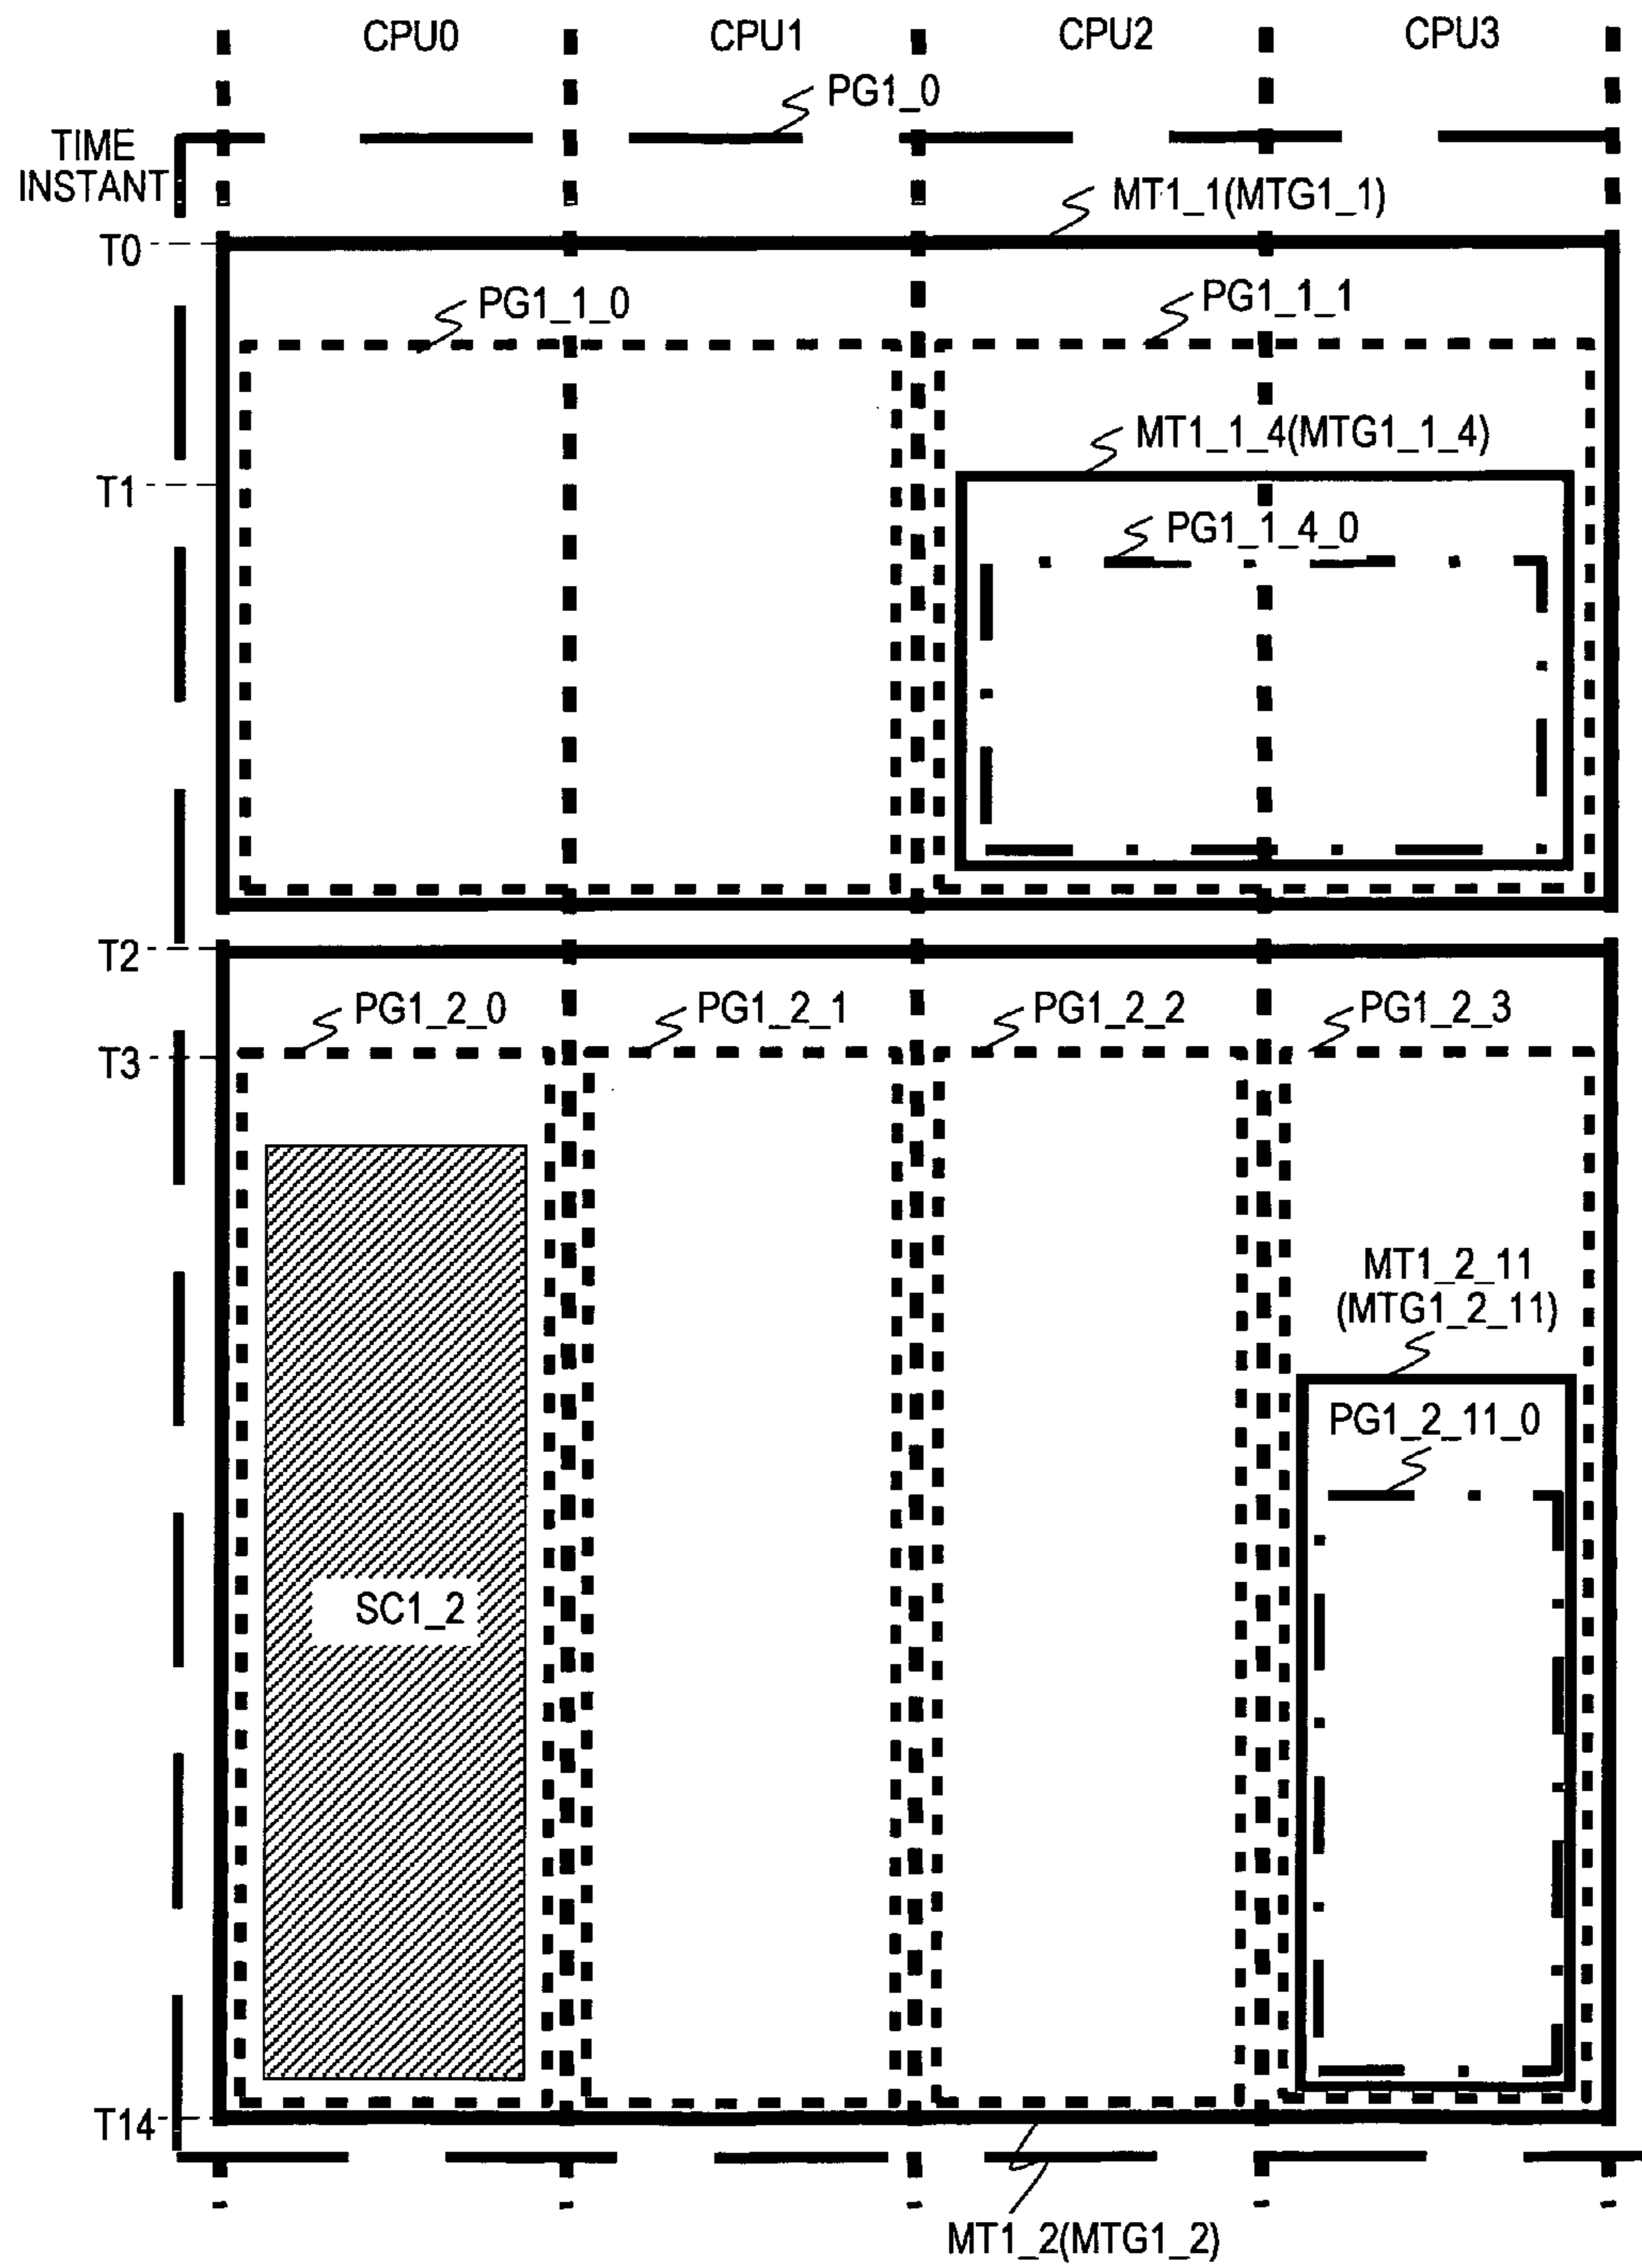 CPU0 CPU1 CPU2 CPU3
PG1_0
TIME
INSTANT
MT1_1(MTG1_1)
T0
PG1_1_0 PG1_1_1
MT1_1_4(MTG1_1_4)
T1
PG1_1_4_0
T2
PG1_2_0 PG1_2_1 PG1_2_2 PG1_2_3
T3
MT1_2_11
(MTG1_2_11)
PG1_2_11_0
SC1_2
T14
MT1_2(MTG1_2)